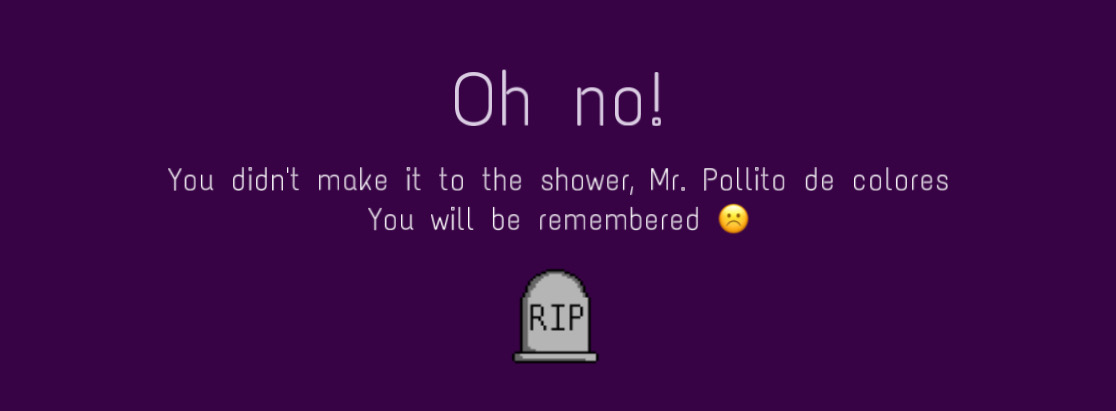 Oh no!
You didn't make it to the shower, Mr. Pollito de colores
You will be remembered ☹️
RIP